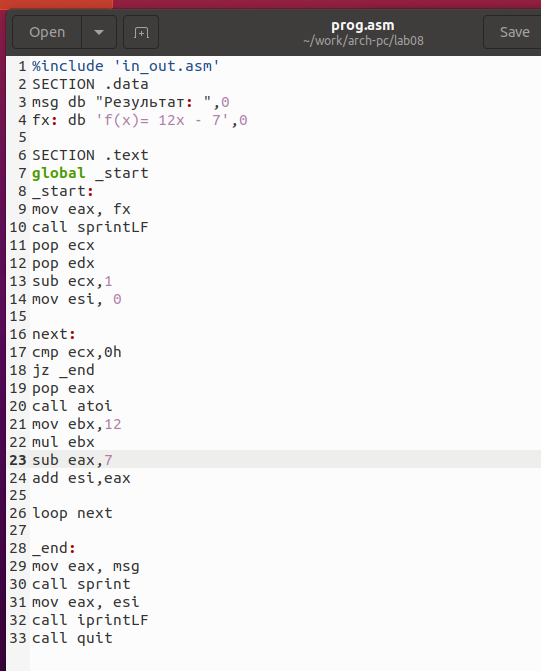 Open
prog.asm
~/work/arch-pc/lab08
Save
1 %include 'in_out.asm'
2 SECTION .data
3 msg db "Результат: ",0
4 fx: db 'f(x)= 12x - 7',0
5
6 SECTION .text
7 global _start
8 _start:
9 mov eax, fx
10 call sprintLF
11 pop ecx
12 pop edx
13 sub ecx,1
14 mov esi, 0
15
16 next:
17 cmp ecx,0h
18 jz _end
19 pop eax
20 call atoi
21 mov ebx,12
22 mul ebx
23 sub eax,7
24 add esi,eax
25
26 loop next
27
28 _end:
29 mov eax, msg
30 call sprint
31 mov eax, esi
32 call iprintLF
33 call quit